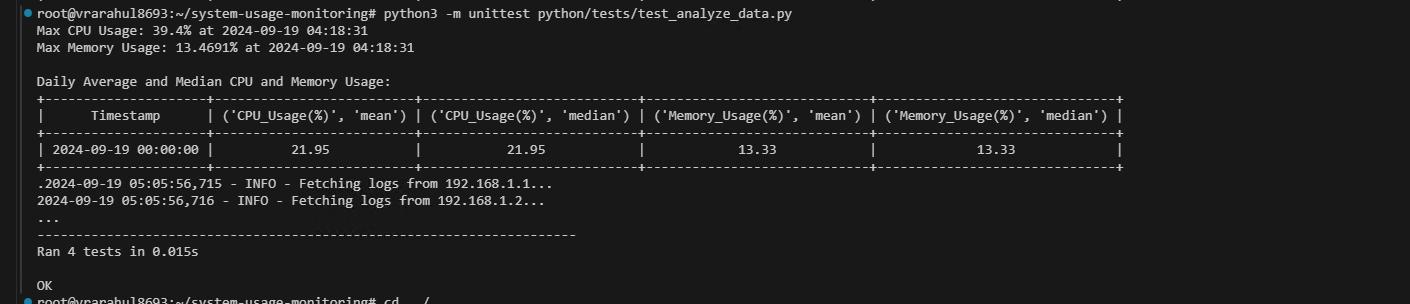 root@vrarahul8693:~/system-usage-monitoring# python3 -m unittest python/tests/test_analyze_data.py
Max CPU Usage: 39.4% at 2024-09-19 04:18:31
Max Memory Usage: 13.4691% at 2024-09-19 04:18:31
Daily Average and Median CPU and Memory Usage:
+---------------------+-------------------------+---------------------------+----------------------------+------------------------------+
|      Timestamp      | ('CPU_Usage(%)', 'mean') | ('CPU_Usage(%)', 'median') | ('Memory_Usage(%)', 'mean') | ('Memory_Usage(%)', 'median') |
+---------------------+-------------------------+---------------------------+----------------------------+------------------------------+
| 2024-09-19 00:00:00 |          21.95          |           21.95           |           13.33            |            13.33             |
+---------------------+-------------------------+---------------------------+----------------------------+------------------------------+
.2024-09-19 05:05:56,715 - INFO - Fetching logs from 192.168.1.1...
2024-09-19 05:05:56,716 - INFO - Fetching logs from 192.168.1.2...
...
----------------------------------------------------------------------
Ran 4 tests in 0.015s
OK
root@vrarahul8693:~/system-usage-monitoring# cd ../